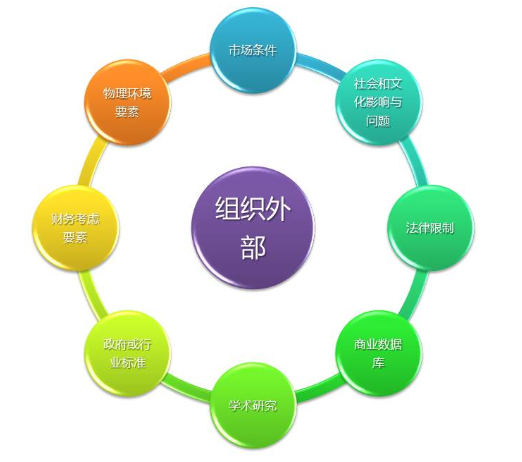 市场条件
社会和文
化影响与
问题
法律限制
商业数据
库
学术研究
政府或行
业标准
财务考虑
要素
物理环境
要素
组织外
部